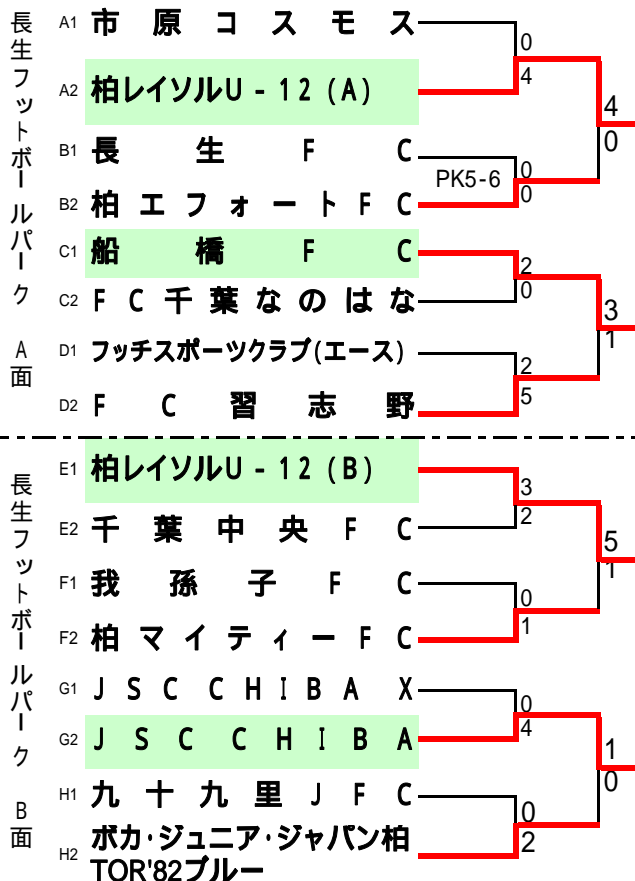 長生フットボールパーク A面
A1 市原コスモス
0
A2 柏レイソルU-12(A)
4
4
B1 長生FC
0
0
PK5-6
B2 柏エフォートFC
0
C1 船橋FC
2
C2 FC千葉なのはな
0
3
D1 フッチスポーツクラブ(エース)
2
1
D2 FC習志野
5
長生フットボールパーク B面
E1 柏レイソルU-12(B)
3
E2 千葉中央FC
2
5
F1 我孫子FC
0
1
F2 柏マイティーFC
1
G1 JSC CHIBA X
0
G2 JSC CHIBA
4
1
H1 九十九里JFC
0
0
H2 ボカ・ジュニア・ジャパン柏
TOR'82ブルー
2